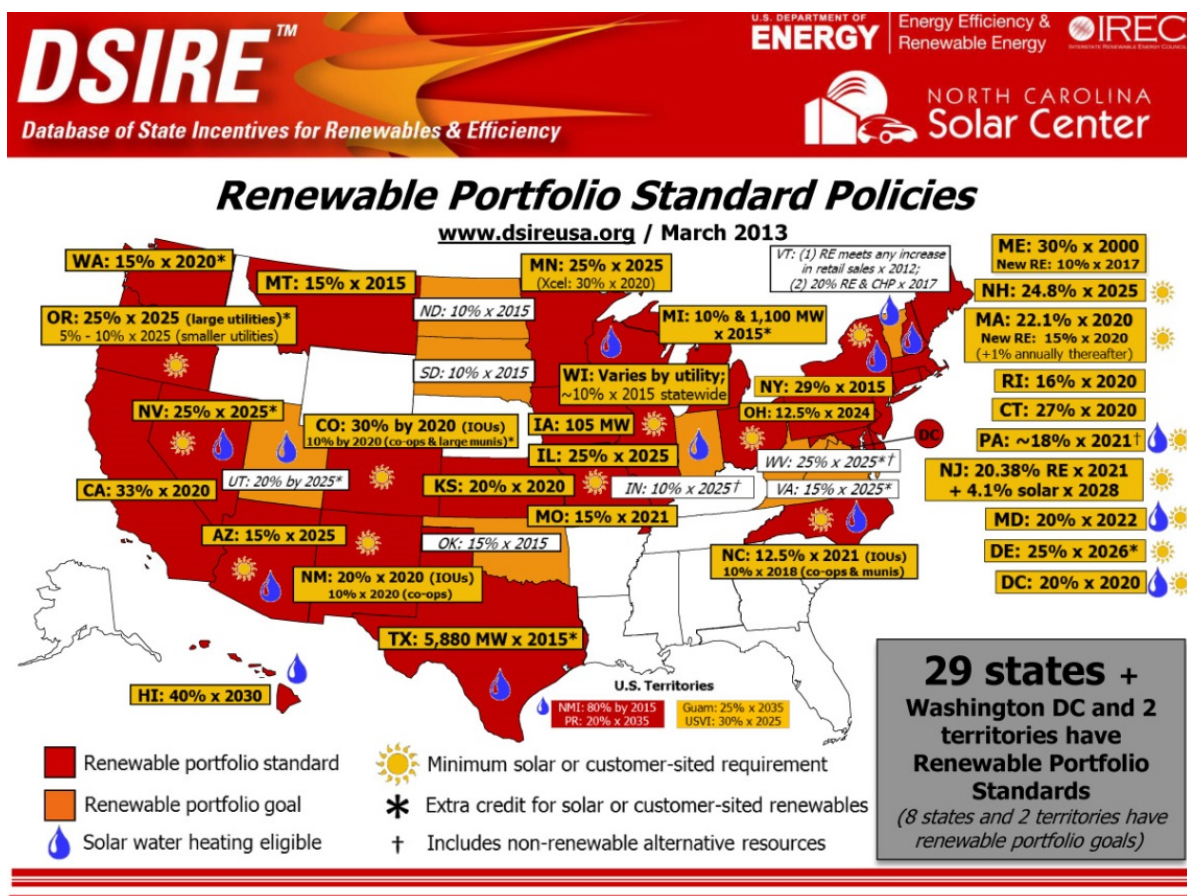 DSIRE™
Database of State Incentives for Renewables & Efficiency
U.S. DEPARTMENT OF
ENERGY
Energy Efficiency &
Renewable Energy
IREC
INTERSTATE RENEWABLE ENERGY COUNCIL
NORTH CAROLINA
Solar Center
Renewable Portfolio Standard Policies
www.dsireusa.org / March 2013
WA: 15% x 2020*
MT: 15% x 2015
MN: 25% x 2025
(Xcel: 30% x 2020)
VT: (1) RE meets any increase
in retail sales x 2012;
(2) 20% RE & CHP x 2017
ME: 30% x 2000
New RE: 10% x 2017
OR: 25% x 2025 (large utilities)*
5% - 10% x 2025 (smaller utilities)
ND: 10% x 2015
MI: 10% & 1,100 MW
x 2015*
NH: 24.8% x 2025
MA: 22.1% x 2020
New RE: 15% x 2020
(+1% annually thereafter)
SD: 10% x 2015
WI: Varies by utility;
~10% x 2015 statewide
NY: 29% x 2015
RI: 16% x 2020
NV: 25% x 2025*
CO: 30% by 2020 (IOUs)
10% by 2020 (co-ops & large munis)*
IA: 105 MW
OH: 12.5% x 2024
CT: 27% x 2020
DC
PA: ~18% x 2021†
IL: 25% x 2025
WV: 25% x 2025*†
UT: 20% by 2025*
CA: 33% x 2020
KS: 20% x 2020
IN: 10% x 2025†
VA: 15% x 2025*
NJ: 20.38% RE x 2021
+ 4.1% solar x 2028
MO: 15% x 2021
MD: 20% x 2022
AZ: 15% x 2025
OK: 15% x 2015
NC: 12.5% x 2021 (IOUs)
10% x 2018 (co-ops & munis)
DE: 25% x 2026*
NM: 20% x 2020 (IOUs)
10% x 2020 (co-ops)
DC: 20% x 2020
TX: 5,880 MW x 2015*
HI: 40% x 2030
U.S. Territories
NMI: 80% by 2015
PR: 20% x 2035
Guam: 25% x 2035
USVI: 30% x 2025
29 states +
Washington DC and 2
territories have
Renewable Portfolio
Standards
(8 states and 2 territories have
renewable portfolio goals)
Renewable portfolio standard
Minimum solar or customer-sited requirement
Renewable portfolio goal
* Extra credit for solar or customer-sited renewables
Solar water heating eligible
† Includes non-renewable alternative resources